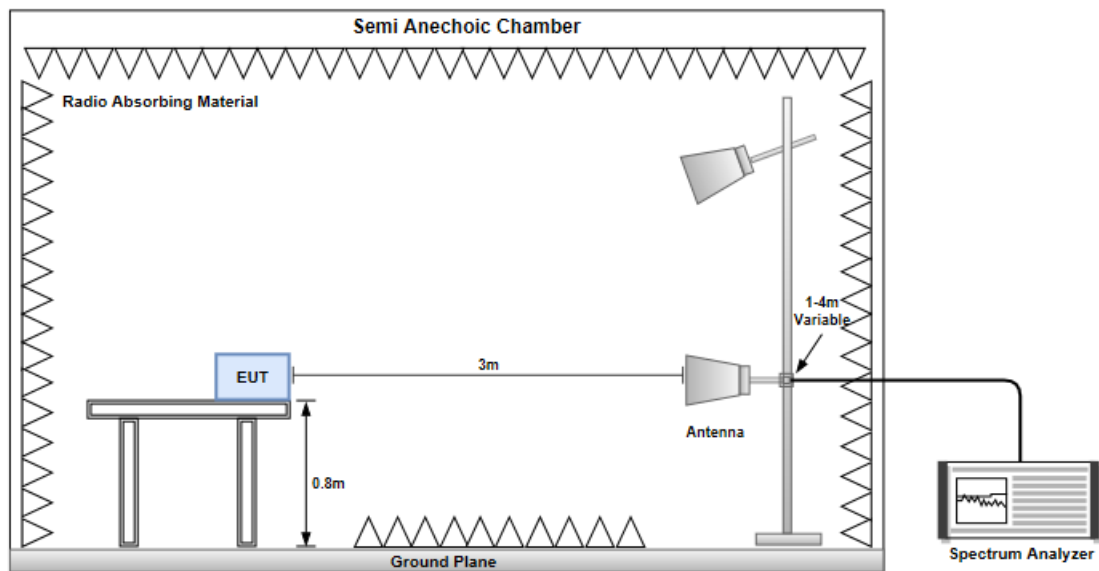 Semi Anechoic Chamber
Radio Absorbing Material
1-4m
Variable
3m
EUT
Antenna
0.8m
Ground Plane
Spectrum Analyzer